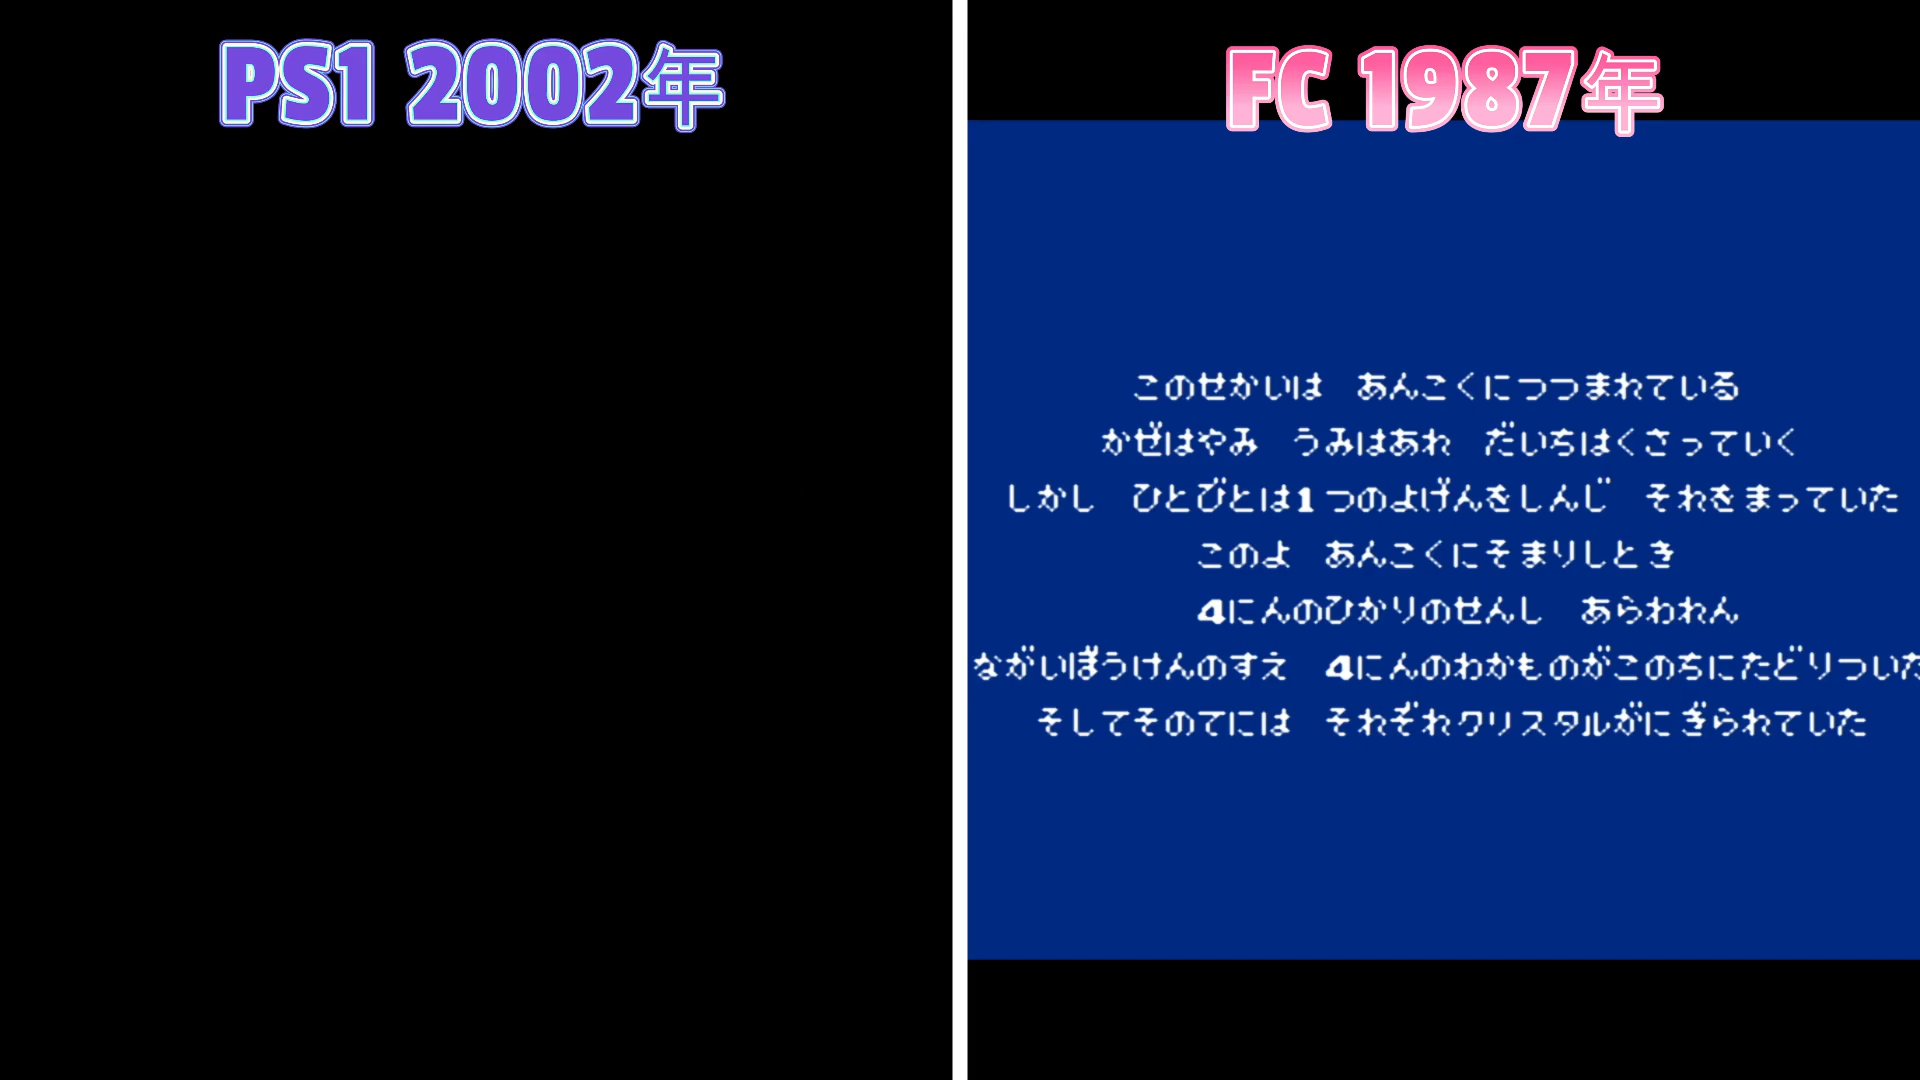 PS1 2002年
FC 1987年
このせかいは　あんこくにつつまれている
かぜはやみ　うみはあれ　だいちはくさっていく
しかし　ひとびとは1つのよげんをしんじ　それをまっていた
このよ　あんこくにそまりしとき
4にんのひかりのせんし　あらわれん
ながいぼうけんのすえ　4にんのわかものがこのちにたどりついた
そしてそのてには　それぞれクリスタルがにぎられていた